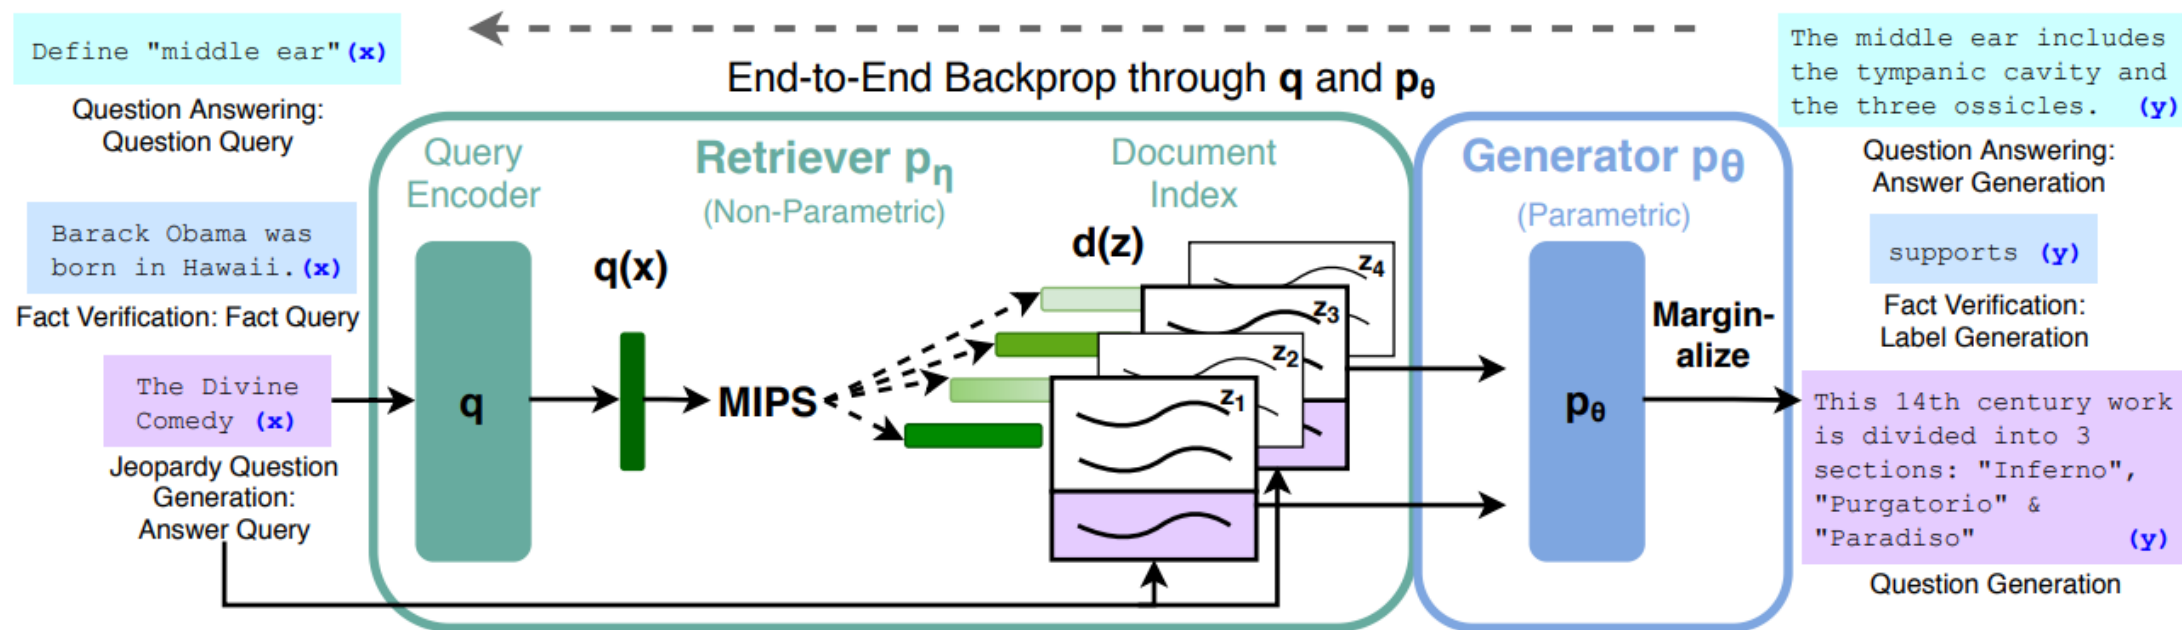 Define "middle ear"(x)
Question Answering:
Question Query
Barack Obama was
born in Hawaii.(x)
Fact Verification: Fact Query
The Divine
Comedy (x)
Jeopardy Question
Generation:
Answer Query
End-to-End Backprop through q and pθ
Query
Encoder
Retriever pη
(Non-Parametric)
Document
Index
q
q(x)
MIPS
d(z)
z4
z3
z2
z1
Generator pθ
(Parametric)
pθ
Margin-
alize
The middle ear includes
the tympanic cavity and
the three ossicles. (y)
Question Answering:
Answer Generation
supports (y)
Fact Verification:
Label Generation
This 14th century work
is divided into 3
sections: "Inferno",
"Purgatorio" &
"Paradiso" (y)
Question Generation